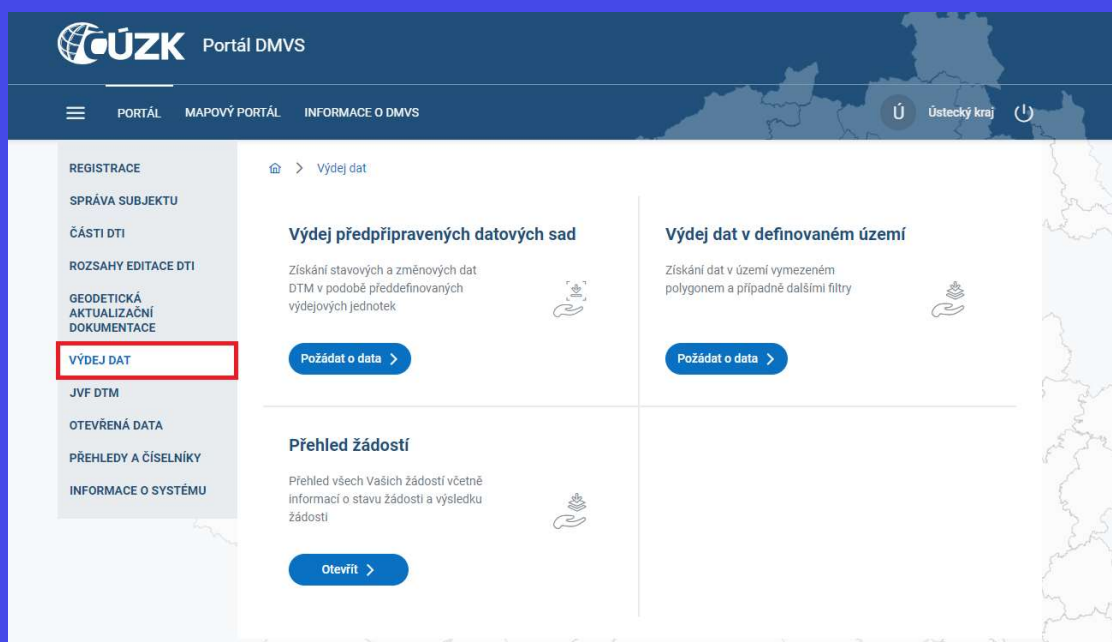 ČÚZK Portál DMVS
PORTÁL MAPOVÝ PORTÁL INFORMACE O DMVS
Ú Ústecký kraj
REGISTRACE
SPRÁVA SUBJEKTU
ČÁSTI DTI
ROZSAHY EDITACE DTI
GEODETICKÁ
AKTUALIZAČNÍ
DOKUMENTACE
VÝDEJ DAT
JVF DTM
OTEVŘENÁ DATA
PŘEHLEDY A ČÍSELNÍKY
INFORMACE O SYSTÉMU
Výdej dat
Výdej předpřipravených datových sad
Získání stavových a změnových dat
DTM v podobě předdefinovaných
výdejových jednotek
Požádat o data
Výdej dat v definovaném území
Získání dat v území vymezeném
polygonem a případně dalšími filtry
Požádat o data
Přehled žádostí
Přehled všech Vašich žádostí včetně
informací o stavu žádosti a výsledku
žádosti
Otevřít